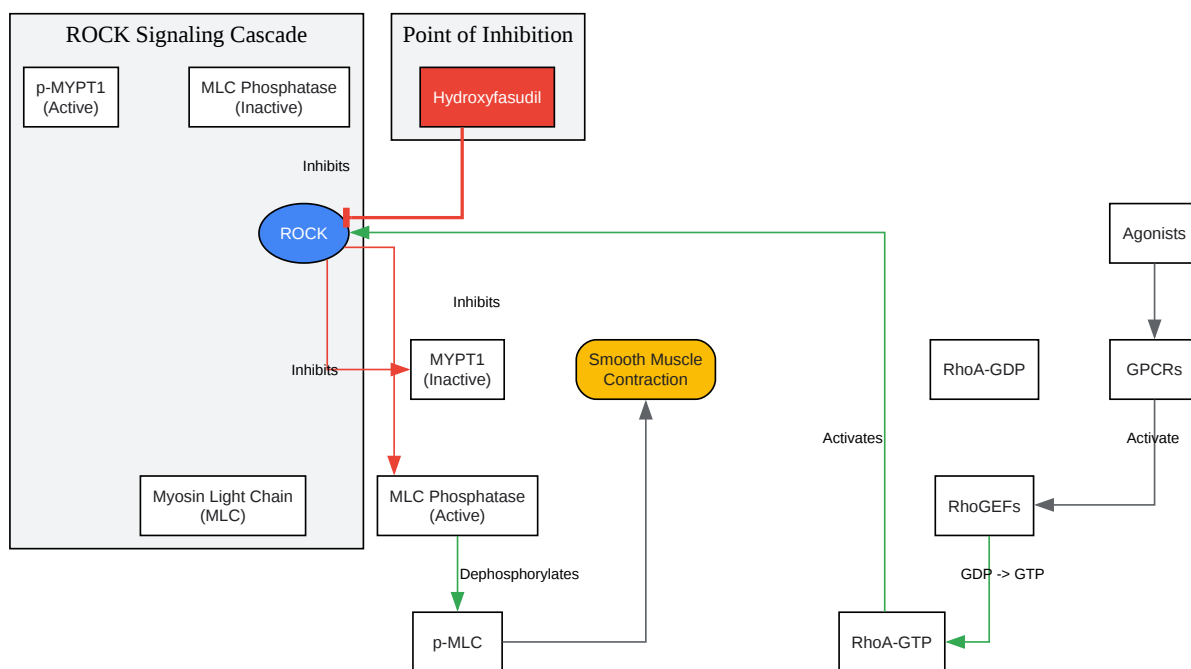 ROCK Signaling Cascade
Point of Inhibition
p-MYPT1
(Active)
MLC Phosphatase
(Inactive)
Hydroxyfasudil
Inhibits
ROCK
Agonists
Inhibits
MYPT1
(Inactive)
Smooth Muscle
Contraction
RhoA-GDP
GPCRs
Inhibits
Activates
Activate
Myosin Light Chain
(MLC)
MLC Phosphatase
(Active)
RhoGEFs
Dephosphorylates
GDP -> GTP
p-MLC
RhoA-GTP